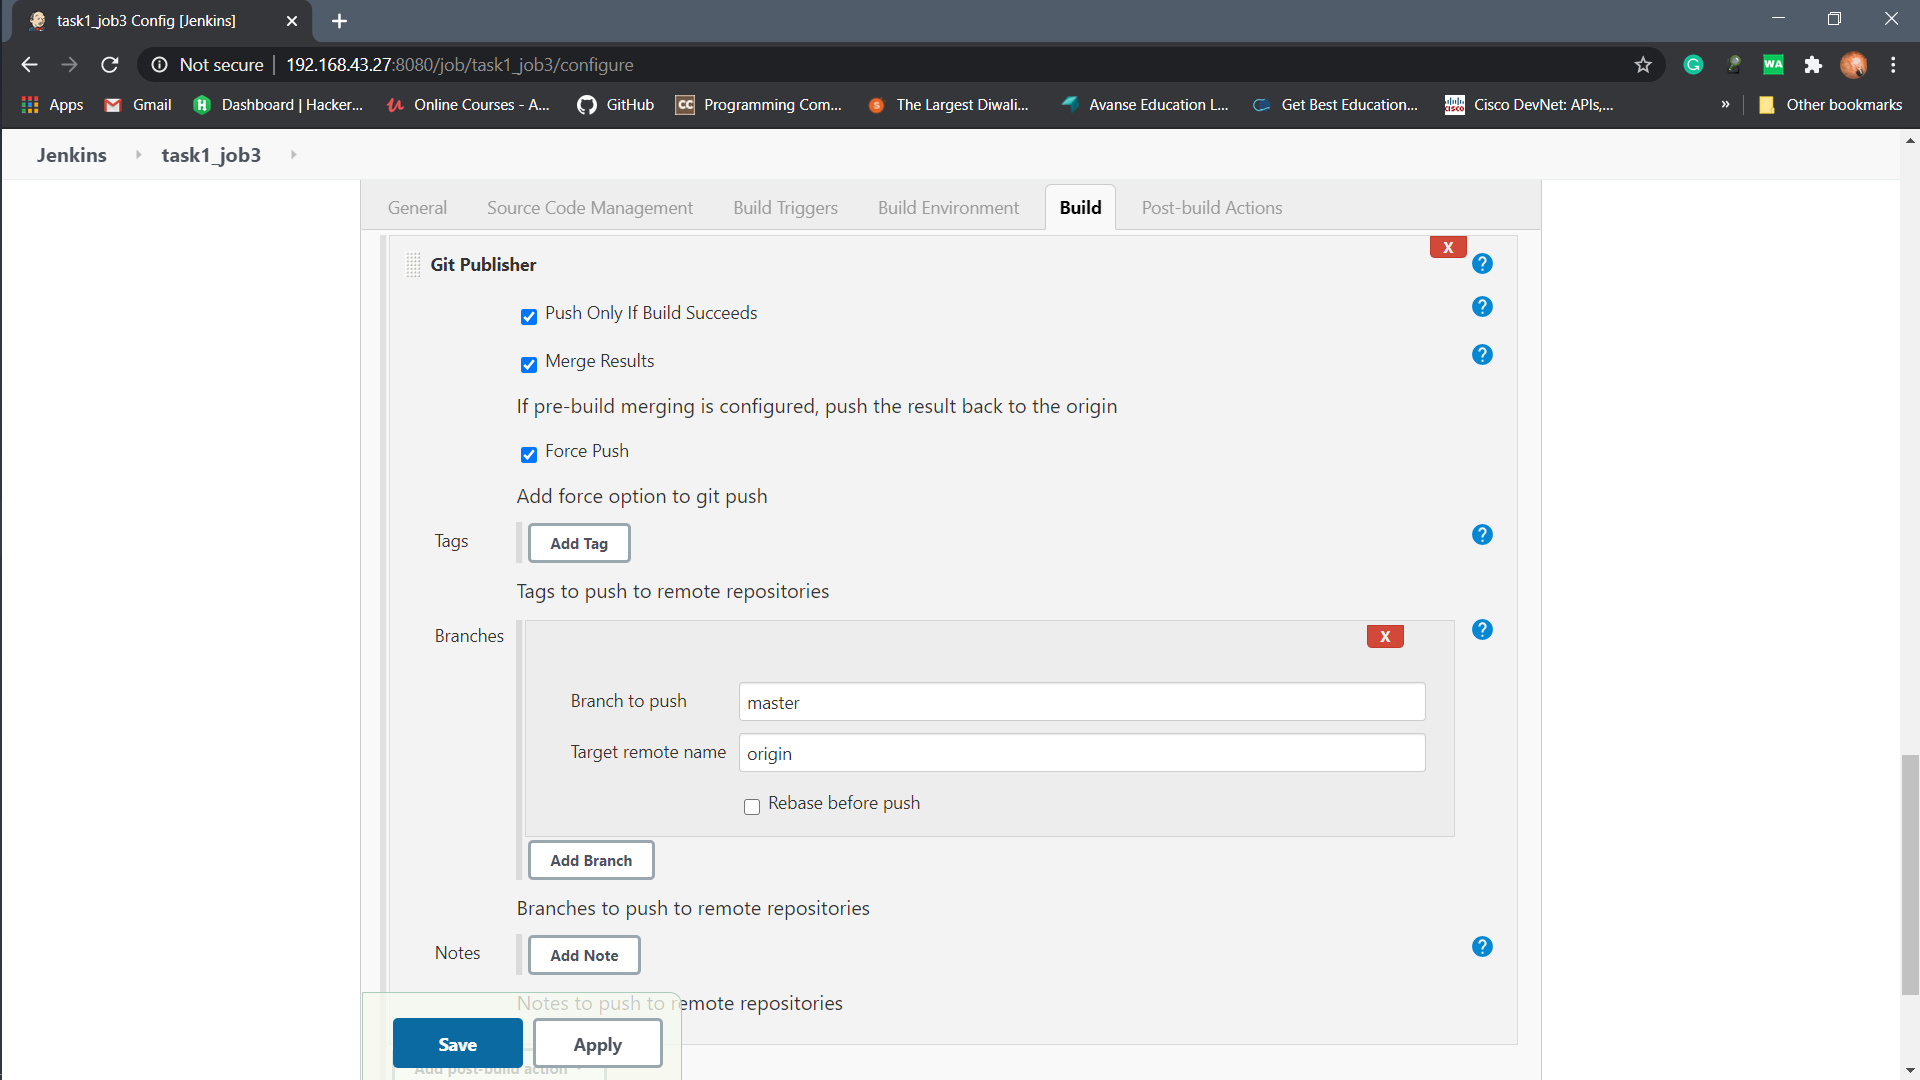 task1_job3 Config [Jenkins]
Not secure 192.168.43.27:8080/job/task1_job3/configure
Apps Gmail Dashboard | Hacker... Online Courses - A... GitHub CC Programming Com... The Largest Diwali... Avanse Education L... Get Best Education... Cisco DevNet: APIs,... » Other bookmarks
Jenkins task1_job3
General Source Code Management Build Triggers Build Environment Build Post-build Actions
X
Git Publisher ?
Push Only If Build Succeeds ?
Merge Results ?
If pre-build merging is configured, push the result back to the origin
Force Push
Add force option to git push
Tags Add Tag ?
Tags to push to remote repositories
Branches X ?
Branch to push master
Target remote name origin
Rebase before push
Add Branch
Branches to push to remote repositories
Notes Add Note ?
Notes to push to remote repositories
Save Apply
Add post-build action